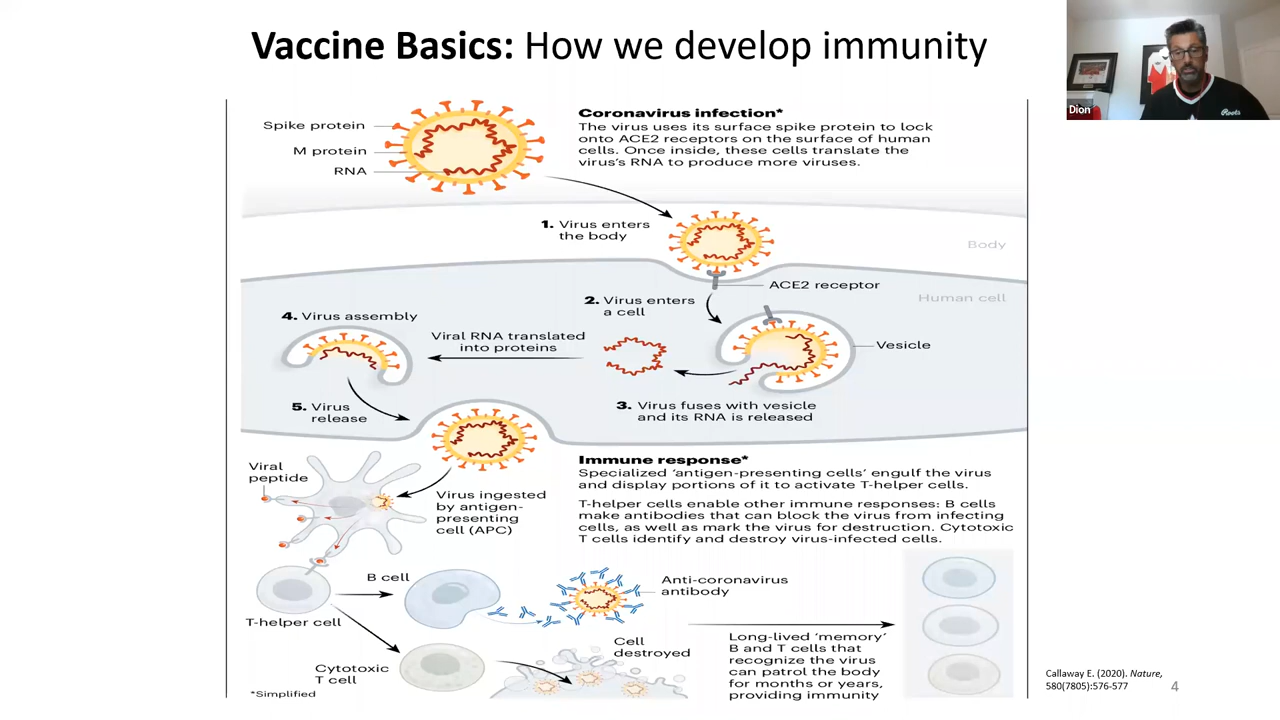 Vaccine Basics: How we develop immunity
Dion
Roots
Spike protein
M protein
RNA
Coronavirus infection*
The virus uses its surface spike protein to lock
onto ACE2 receptors on the surface of human
cells. Once inside, these cells translate the
virus's RNA to produce more viruses.
1. Virus enters
the body
Body
ACE2 receptor
Human cell
2. Virus enters
a cell
4. Virus assembly
Viral RNA translated
into proteins
Vesicle
3. Virus fuses with vesicle
and its RNA is released
5. Virus
release
Immune response*
Specialized ‘antigen-presenting cells’ engulf the virus
and display portions of it to activate T-helper cells.
T-helper cells enable other immune responses: B cells
make antibodies that can block the virus from infecting
cells, as well as mark the virus for destruction. Cytotoxic
T cells identify and destroy virus-infected cells.
Viral
peptide
Virus ingested
by antigen-
presenting
cell (APC)
B cell
Anti-coronavirus
antibody
T-helper cell
Cytotoxic
T cell
Cell
destroyed
Long-lived ‘memory’
B and T cells that
recognize the virus
can patrol the body
for months or years,
providing immunity
*Simplified
Callaway E. (2020). Nature,
580(7805):576-577
4